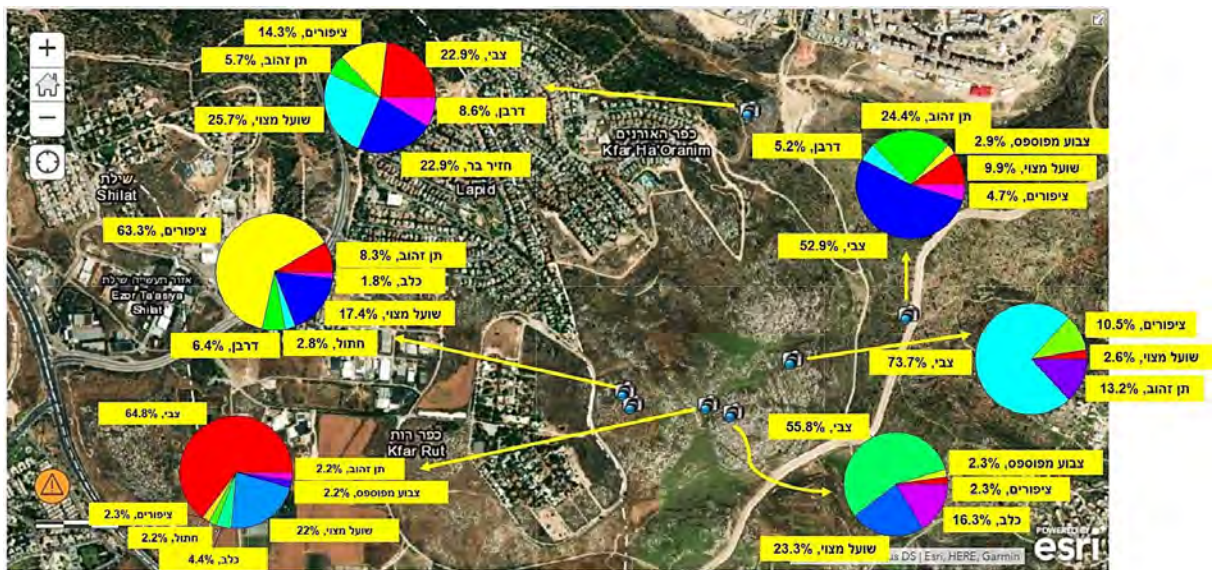 ציפורים, 14.3%
צבי, 22.9%
תן זהוב, 5.7%
דרבן, 8.6%
שועל מצוי, 25.7%
חזיר בר, 22.9%
כפר האורנים
Kfar Ha'Oranim
Lapid
שילת
Shilat
תן זהוב, 24.4%
צבוע מפוספס, 2.9%
דרבן, 5.2%
שועל מצוי, 9.9%
ציפורים, 4.7%
צבי, 52.9%
ציפורים, 63.3%
תן זהוב, 8.3%
כלב, 1.8%
שועל מצוי, 17.4%
חתול, 2.8%
דרבן, 6.4%
אזור תעשייה שילת
Ezor Ta'asiya
Shilat
ציפורים, 10.5%
צבי, 73.7%
שועל מצוי, 2.6%
תן זהוב, 13.2%
צבי, 64.8%
תן זהוב, 2.2%
צבוע מפוספס, 2.2%
שועל מצוי, 22%
ציפורים, 2.3%
חתול, 2.2%
כלב, 4.4%
כפר רות
Kfar Rut
צבי, 55.8%
צבוע מפוספס, 2.3%
ציפורים, 2.3%
כלב, 16.3%
שועל מצוי, 23.3%
POWERED BY
esri
DS | Esri, HERE, Garmin